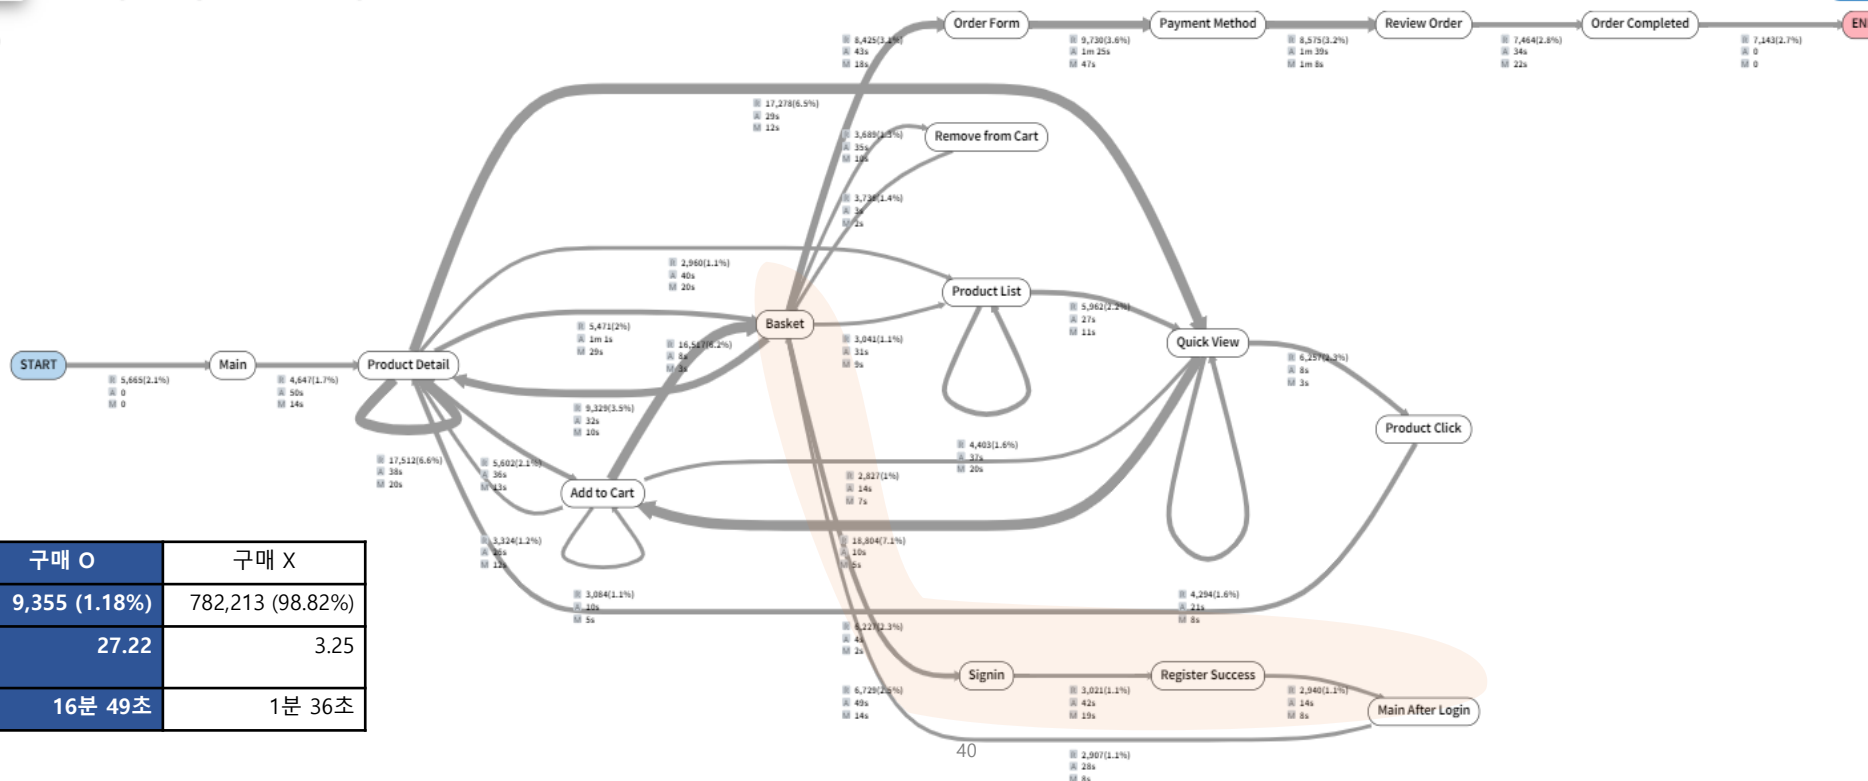 Order Form
Payment Method
Review Order
Order Completed
8,425(3.1%)
43s
18s
9,730(3.6%)
1m 25s
47s
8,575(3.2%)
1m 39s
1m 8s
7,464(2.8%)
34s
22s
7,143(2.7%)
0
0
17,278(6.5%)
29s
12s
Remove from Cart
35s
3,738(1.4%)
3s
2s
2,960(1.1%)
40s
20s
Product List
5,962(2.2%)
27s
11s
Basket
5,471(2%)
1m 1s
29s
16,517(6.2%)
8s
3s
3,041(1.1%)
31s
9s
Quick View
6,257(2.3%)
8s
3s
START
Main
Product Detail
5,665(2.1%)
0
0
4,647(1.7%)
50s
14s
9,329(3.5%)
32s
10s
Product Click
17,512(6.6%)
38s
20s
5,602(2.1%)
36s
13s
4,403(1.6%)
37s
20s
Add to Cart
2,827(1%)
14s
7s
3,324(1.2%)
12s
18,804(7.1%)
10s
5s
구매 O
구매 X
9,355 (1.18%)
782,213 (98.82%)
27.22
3.25
16분 49초
1분 36초
3,084(1.1%)
10s
5s
4,294(1.6%)
21s
8s
4s
2s
Signin
Register Success
Main After Login
6,729(2.5%)
49s
14s
3,021(1.1%)
42s
19s
2,940(1.1%)
14s
8s
40
2,907(1.1%)
28s
8s